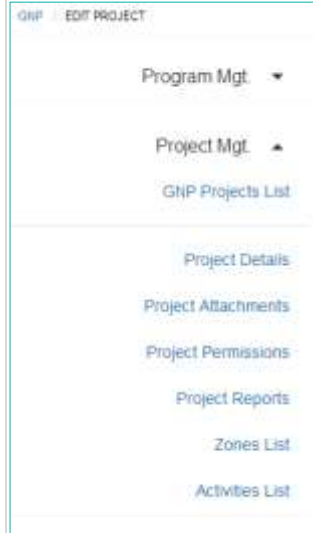 GNP / EDIT PROJECT
Program Mgt.
Project Mgt.
GNP Projects List
Project Details
Project Attachments
Project Permissions
Project Reports
Zones List
Activities List